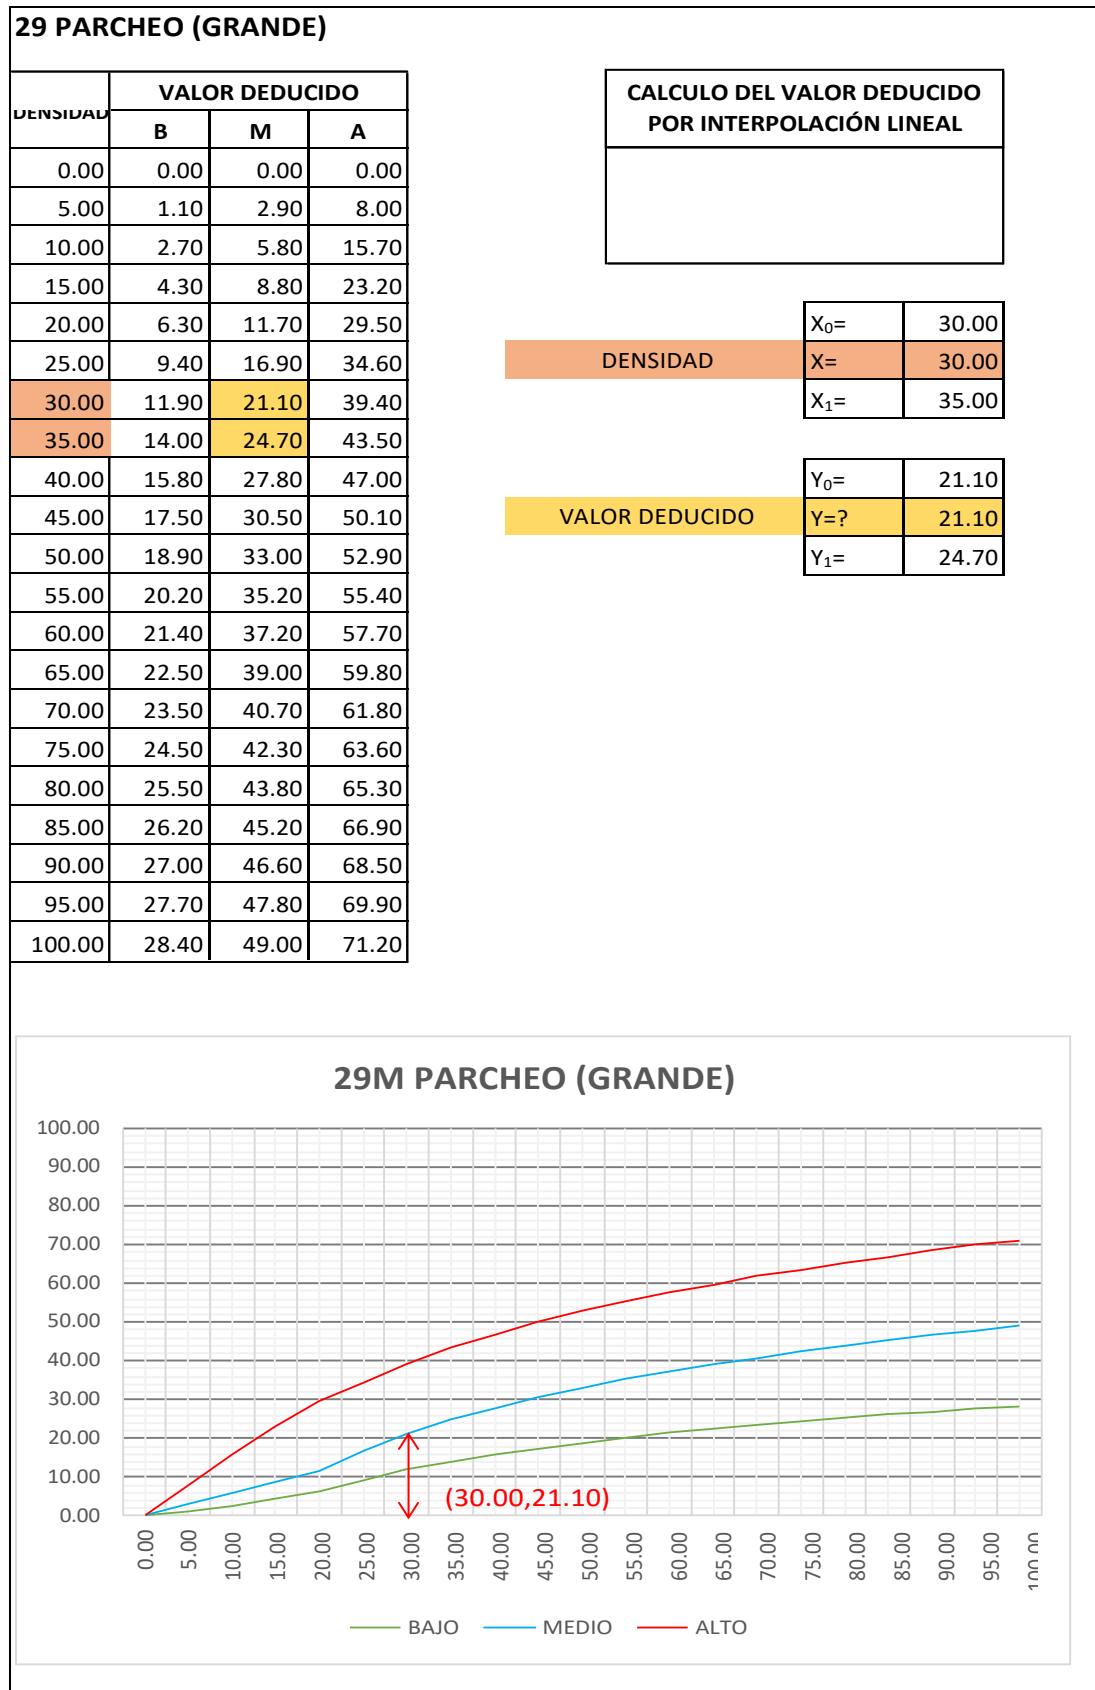 29 PARCHEO (GRANDE)
DENSIDAD VALOR DEDUCIDO
B M A
0.00 0.00 0.00 0.00
5.00 1.10 2.90 8.00
10.00 2.70 5.80 15.70
15.00 4.30 8.80 23.20
20.00 6.30 11.70 29.50
25.00 9.40 16.90 34.60
30.00 11.90 21.10 39.40
35.00 14.00 24.70 43.50
40.00 15.80 27.80 47.00
45.00 17.50 30.50 50.10
50.00 18.90 33.00 52.90
55.00 20.20 35.20 55.40
60.00 21.40 37.20 57.70
65.00 22.50 39.00 59.80
70.00 23.50 40.70 61.80
75.00 24.50 42.30 63.60
80.00 25.50 43.80 65.30
85.00 26.20 45.20 66.90
90.00 27.00 46.60 68.50
95.00 27.70 47.80 69.90
100.00 28.40 49.00 71.20
CALCULO DEL VALOR DEDUCIDO
POR INTERPOLACIÓN LINEAL
X₀= 30.00
DENSIDAD X= 30.00
X₁= 35.00
Y₀= 21.10
VALOR DEDUCIDO Y=? 21.10
Y₁= 24.70
29M PARCHEO (GRANDE)
100.00
90.00
80.00
70.00
60.00
50.00
40.00
30.00
20.00
10.00
0.00
(30.00,21.10)
0.00 5.00 10.00 15.00 20.00 25.00 30.00 35.00 40.00 45.00 50.00 55.00 60.00 65.00 70.00 75.00 80.00 85.00 90.00 95.00 100.00
BAJO MEDIO ALTO